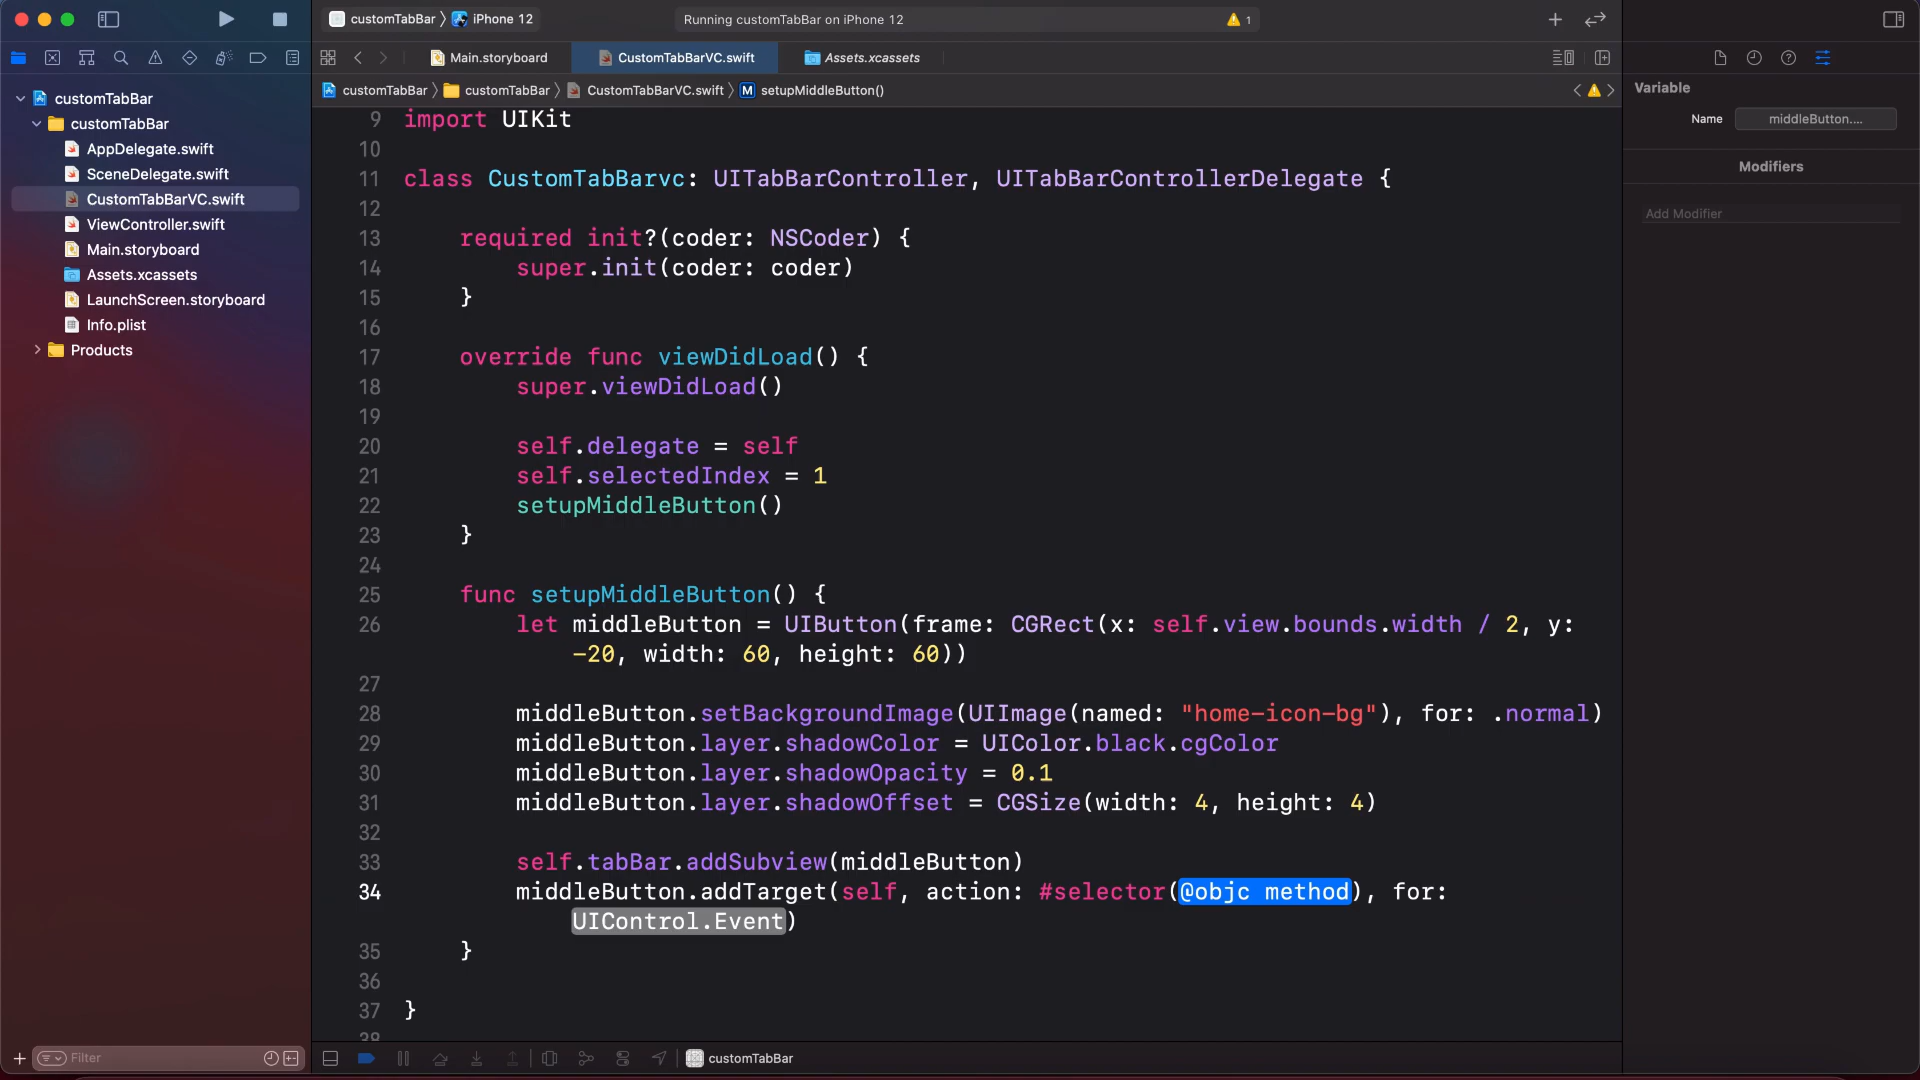 customTabBar 〉 iPhone 12
Running customTabBar on iPhone 12
1
Main.storyboard
CustomTabBarVC.swift
Assets.xcassets
customTabBar 〉 customTabBar 〉 CustomTabBarVC.swift 〉 M setupMiddleButton()
customTabBar
customTabBar
AppDelegate.swift
SceneDelegate.swift
CustomTabBarVC.swift
ViewController.swift
Main.storyboard
Assets.xcassets
LaunchScreen.storyboard
Info.plist
Products
Filter
9 import UIKit
10
11 class CustomTabBarvc: UITabBarController, UITabBarControllerDelegate {
12
13 required init?(coder: NSCoder) {
14 super.init(coder: coder)
15 }
16
17 override func viewDidLoad() {
18 super.viewDidLoad()
19
20 self.delegate = self
21 self.selectedIndex = 1
22 setupMiddleButton()
23 }
24
25 func setupMiddleButton() {
26 let middleButton = UIButton(frame: CGRect(x: self.view.bounds.width / 2, y:
-20, width: 60, height: 60))
27
28 middleButton.setBackgroundImage(UIImage(named: "home-icon-bg"), for: .normal)
29 middleButton.layer.shadowColor = UIColor.black.cgColor
30 middleButton.layer.shadowOpacity = 0.1
31 middleButton.layer.shadowOffset = CGSize(width: 4, height: 4)
32
33 self.tabBar.addSubview(middleButton)
34 middleButton.addTarget(self, action: #selector(@objc method), for:
UIControl.Event)
35 }
36
37 }
38
customTabBar
Variable
Name middleButton....
Modifiers
Add Modifier